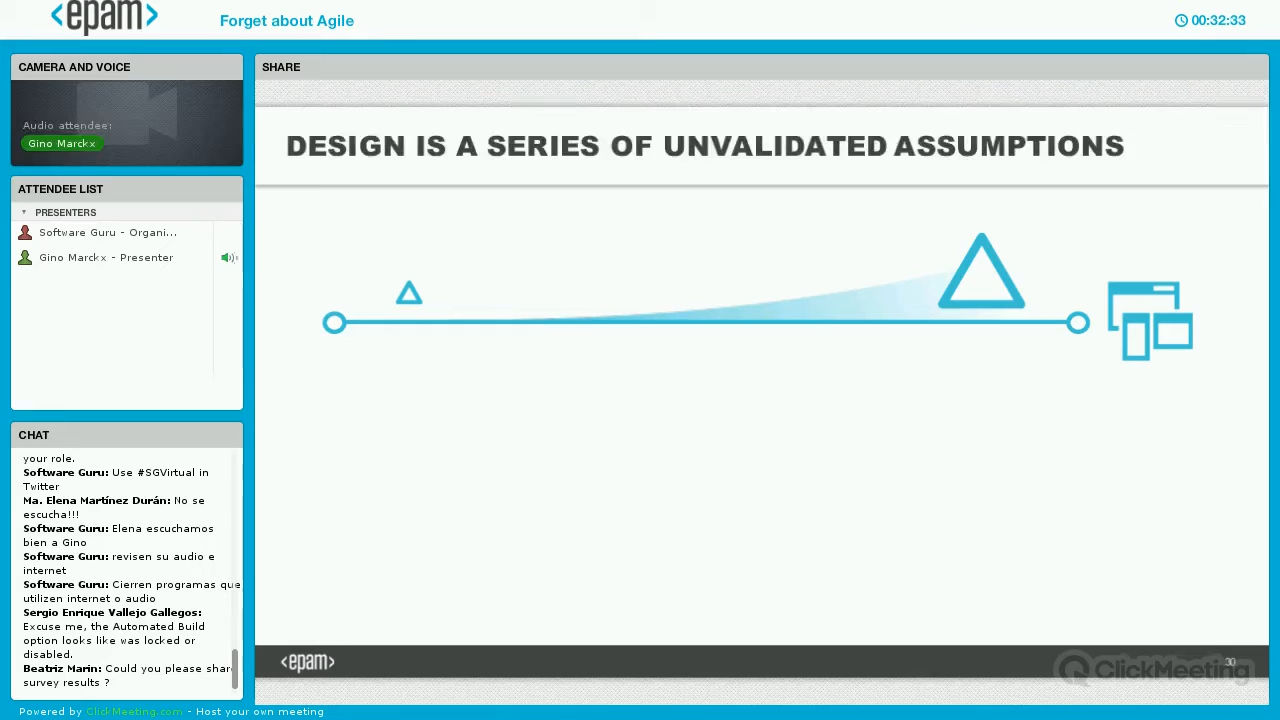 <epam>
Forget about Agile
00:32:33
CAMERA AND VOICE
Audio attendee:
Gino Marckx
ATTENDEE LIST
PRESENTERS
Software Guru - Organi...
Gino Marckx - Presenter
CHAT
your role.
Software Guru: Use #SGVirtual in
Twitter
Ma. Elena Martínez Durán: No se
escucha!!!
Software Guru: Elena escuchamos
bien a Gino
Software Guru: revisen su audio e
internet
Software Guru: Cierren programas que
utilizen internet o audio
Sergio Enrique Vallejo Gallegos:
Excuse me, the Automated Build
option looks like was locked or
disabled.
Beatriz Marin: Could you please shar
survey results ?
SHARE
DESIGN IS A SERIES OF UNVALIDATED ASSUMPTIONS
<epam>
30
ClickMeeting
Powered by ClickMeeting.com - Host your own meeting